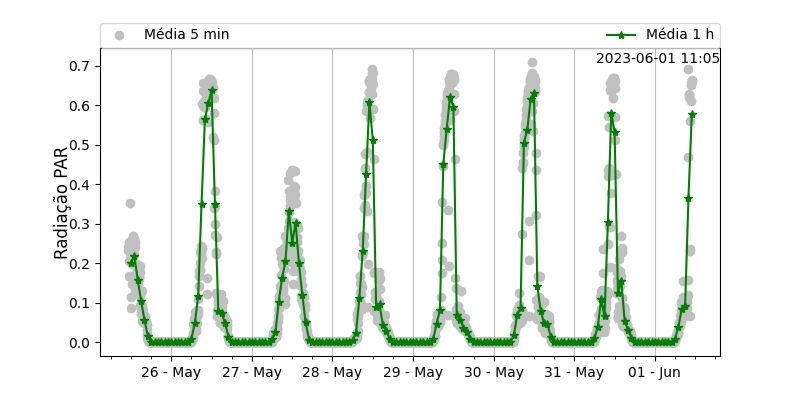 Média 5 min
Média 1 h
2023-06-01 11:05
Radiação PAR
0.7
0.6
0.5
0.4
0.3
0.2
0.1
0.0
26 - May
27 - May
28 - May
29 - May
30 - May
31 - May
01 - Jun